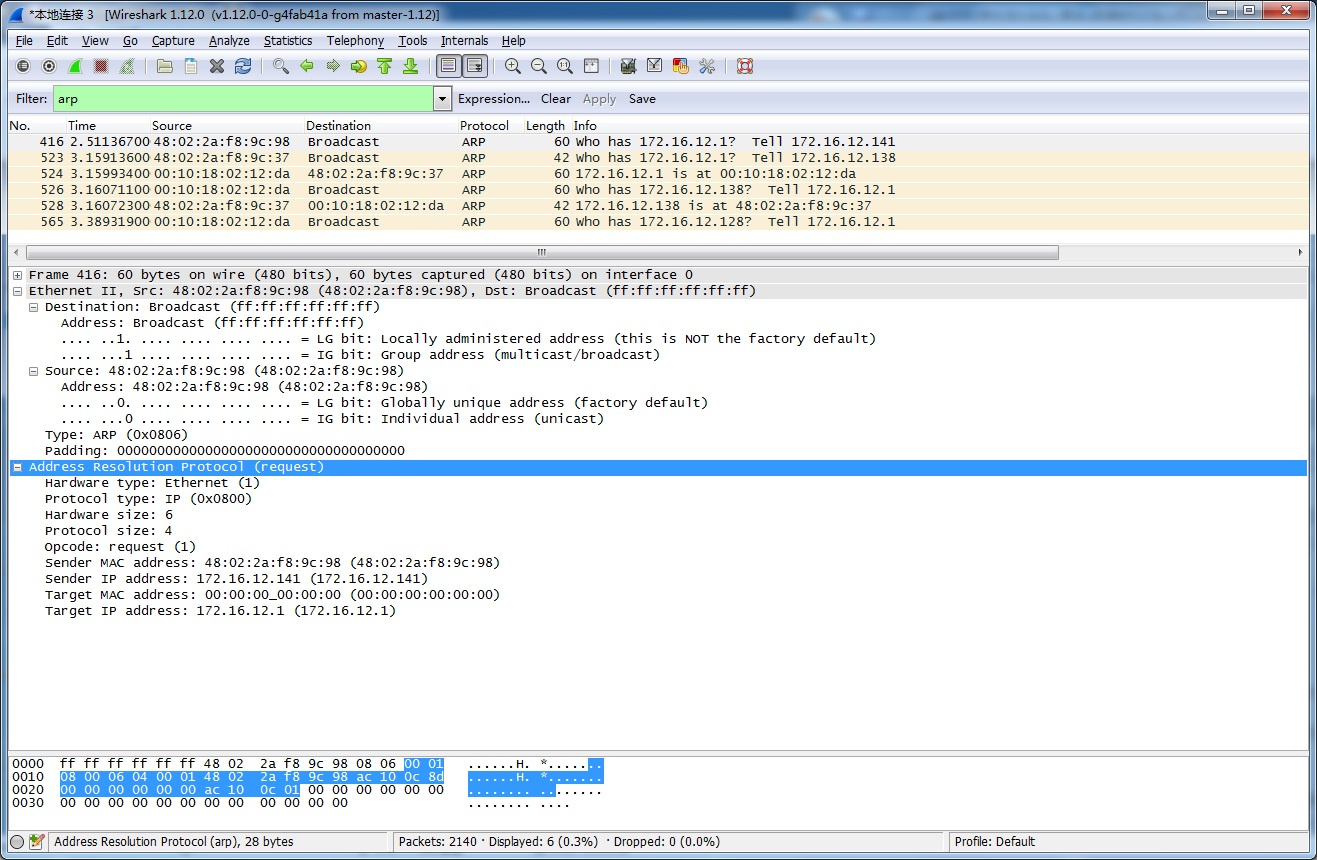 *本地连接 3 [Wireshark 1.12.0 (v1.12.0-0-g4fab41a from master-1.12)]
File Edit View Go Capture Analyze Statistics Telephony Tools Internals Help
Filter: arp Expression... Clear Apply Save
No. Time Source Destination Protocol Length Info
416 2.51136700 48:02:2a:f8:9c:98 Broadcast ARP 60 Who has 172.16.12.1? Tell 172.16.12.141
523 3.15913600 48:02:2a:f8:9c:37 Broadcast ARP 42 Who has 172.16.12.1? Tell 172.16.12.138
524 3.15993400 00:10:18:02:12:da 48:02:2a:f8:9c:37 ARP 60 172.16.12.1 is at 00:10:18:02:12:da
526 3.16071100 00:10:18:02:12:da Broadcast ARP 60 Who has 172.16.12.138? Tell 172.16.12.1
528 3.16072300 48:02:2a:f8:9c:37 00:10:18:02:12:da ARP 42 172.16.12.138 is at 48:02:2a:f8:9c:37
565 3.38931900 00:10:18:02:12:da Broadcast ARP 60 Who has 172.16.12.128? Tell 172.16.12.1
Frame 416: 60 bytes on wire (480 bits), 60 bytes captured (480 bits) on interface 0
Ethernet II, Src: 48:02:2a:f8:9c:98 (48:02:2a:f8:9c:98), Dst: Broadcast (ff:ff:ff:ff:ff:ff)
Destination: Broadcast (ff:ff:ff:ff:ff:ff)
Address: Broadcast (ff:ff:ff:ff:ff:ff)
.... ..1. .... .... .... .... = LG bit: Locally administered address (this is NOT the factory default)
.... ...1 .... .... .... .... = IG bit: Group address (multicast/broadcast)
Source: 48:02:2a:f8:9c:98 (48:02:2a:f8:9c:98)
Address: 48:02:2a:f8:9c:98 (48:02:2a:f8:9c:98)
.... ..0. .... .... .... .... = LG bit: Globally unique address (factory default)
.... ...0 .... .... .... .... = IG bit: Individual address (unicast)
Type: ARP (0x0806)
Padding: 000000000000000000000000000000000000
Address Resolution Protocol (request)
Hardware type: Ethernet (1)
Protocol type: IP (0x0800)
Hardware size: 6
Protocol size: 4
Opcode: request (1)
Sender MAC address: 48:02:2a:f8:9c:98 (48:02:2a:f8:9c:98)
Sender IP address: 172.16.12.141 (172.16.12.141)
Target MAC address: 00:00:00_00:00:00 (00:00:00:00:00:00)
Target IP address: 172.16.12.1 (172.16.12.1)
0000 ff ff ff ff ff ff 48 02 2a f8 9c 98 08 06 00 01 ......H. *.......
0010 08 00 06 04 00 01 48 02 2a f8 9c 98 ac 10 0c 8d ......H. *.......
0020 00 00 00 00 00 00 ac 10 0c 01 00 00 00 00 00 00 ........ ........
0030 00 00 00 00 00 00 00 00 00 00 00 00 ........ ....
Address Resolution Protocol (arp), 28 bytes Packets: 2140 · Displayed: 6 (0.3%) · Dropped: 0 (0.0%) Profile: Default